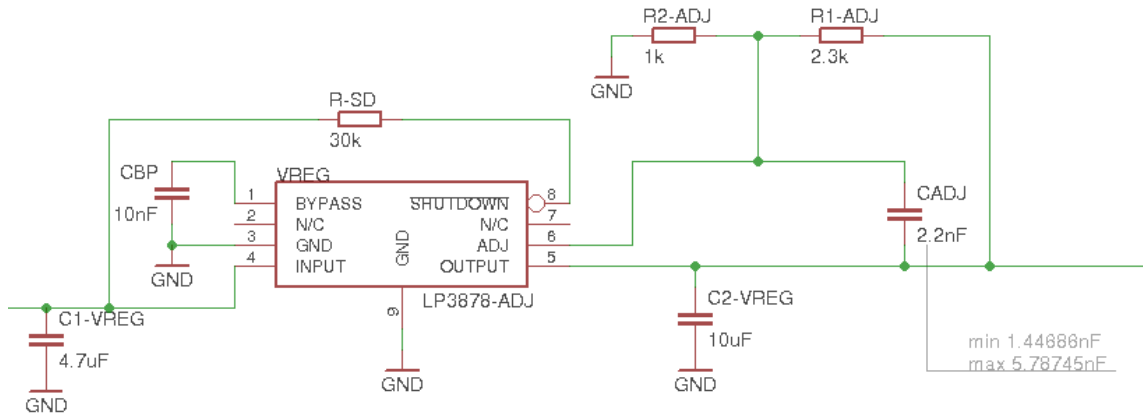 R2-ADJ
R1-ADJ
1k
2.3k
GND
R-SD
30k
CBP
10nF
VREG
1
BYPASS
SHUTDOWN
8
2
N/C
N/C
7
3
GND
GND
ADJ
6
4
INPUT
OUTPUT
5
GND
LP3878-ADJ
9
CADJ
2.2nF
C1-VREG
4.7uF
GND
C2-VREG
10uF
GND
GND
min 1.44686nF
max 5.78745nF